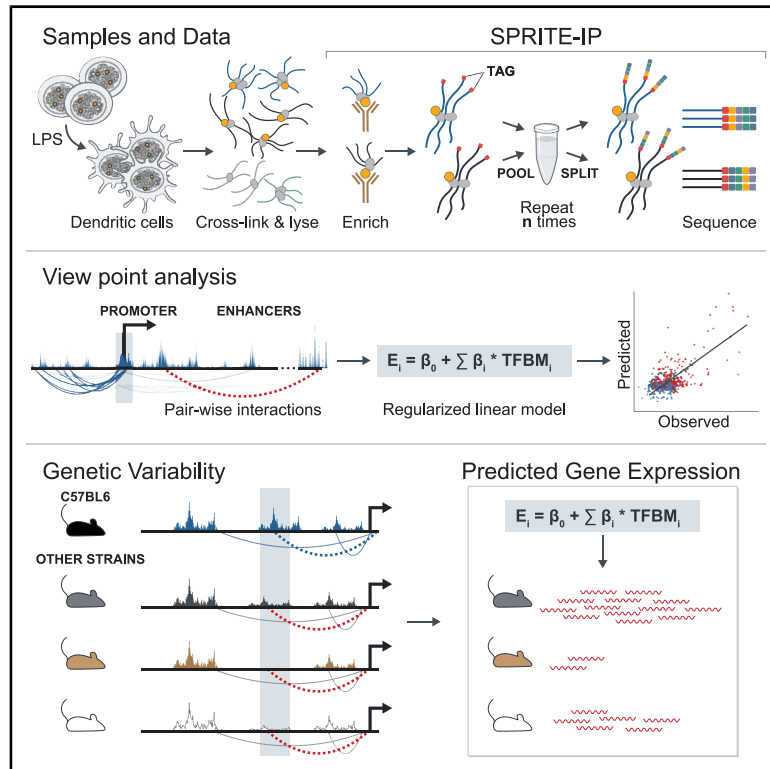 Samples and Data
SPRITE-IP
LPS
TAG
POOL
SPLIT
Dendritic cells
Cross-link & lyse
Enrich
Repeat
n times
Sequence
View point analysis
PROMOTER
ENHANCERS
Eᵢ = β₀ + ∑ βᵢ * TFBMᵢ
Pair-wise interactions
Regularized linear model
Predicted
Observed
Genetic Variability
Predicted Gene Expression
C57BL6
Eᵢ = β₀ + ∑ βᵢ * TFBMᵢ
OTHER STRAINS